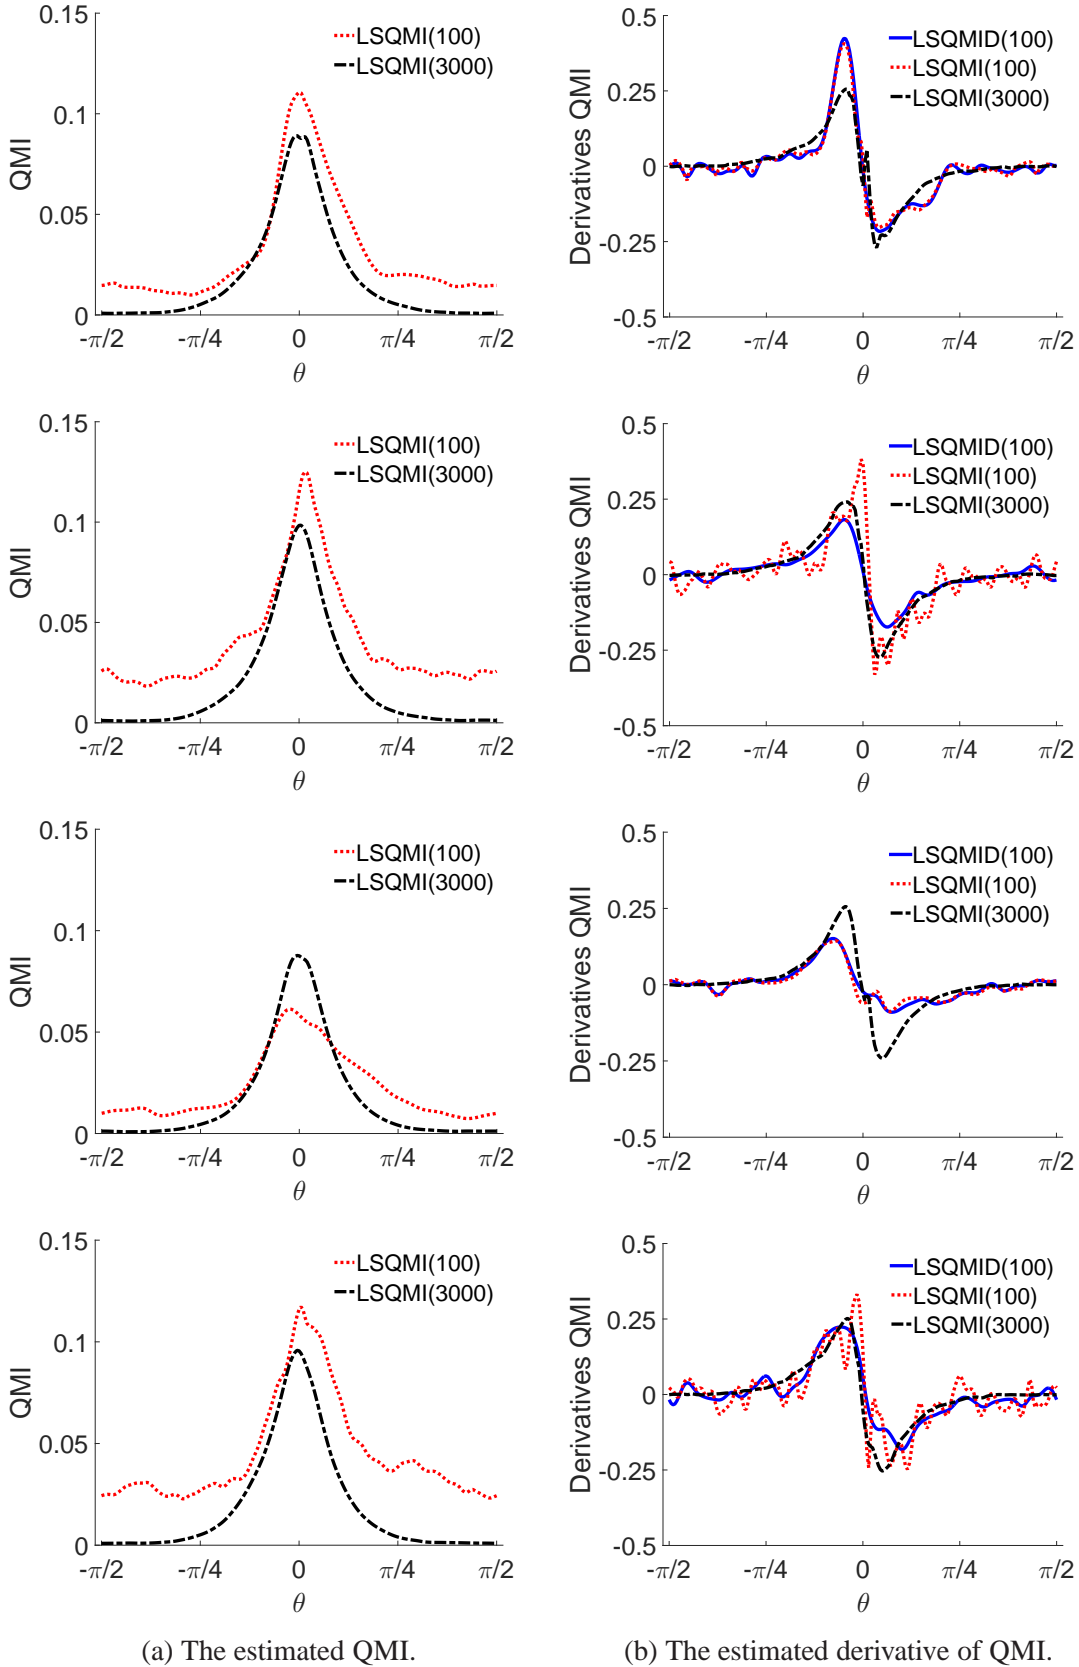 0.15
0.1
0.05
0
QMI
LSQMI(100)
LSQMI(3000)
-π/2 -π/4 0 π/4 π/2
θ
0.5
0.25
0
-0.25
-0.5
Derivatives QMI
LSQMID(100)
LSQMI(100)
LSQMI(3000)
-π/2 -π/4 0 π/4 π/2
θ
0.15
0.1
0.05
0
QMI
LSQMI(100)
LSQMI(3000)
-π/2 -π/4 0 π/4 π/2
θ
0.5
0.25
0
-0.25
-0.5
Derivatives QMI
LSQMID(100)
LSQMI(100)
LSQMI(3000)
-π/2 -π/4 0 π/4 π/2
θ
0.15
0.1
0.05
0
QMI
LSQMI(100)
LSQMI(3000)
-π/2 -π/4 0 π/4 π/2
θ
0.5
0.25
0
-0.25
-0.5
Derivatives QMI
LSQMID(100)
LSQMI(100)
LSQMI(3000)
-π/2 -π/4 0 π/4 π/2
θ
0.15
0.1
0.05
0
QMI
LSQMI(100)
LSQMI(3000)
-π/2 -π/4 0 π/4 π/2
θ
0.5
0.25
0
-0.25
-0.5
Derivatives QMI
LSQMID(100)
LSQMI(100)
LSQMI(3000)
-π/2 -π/4 0 π/4 π/2
θ
(a) The estimated QMI.
(b) The estimated derivative of QMI.